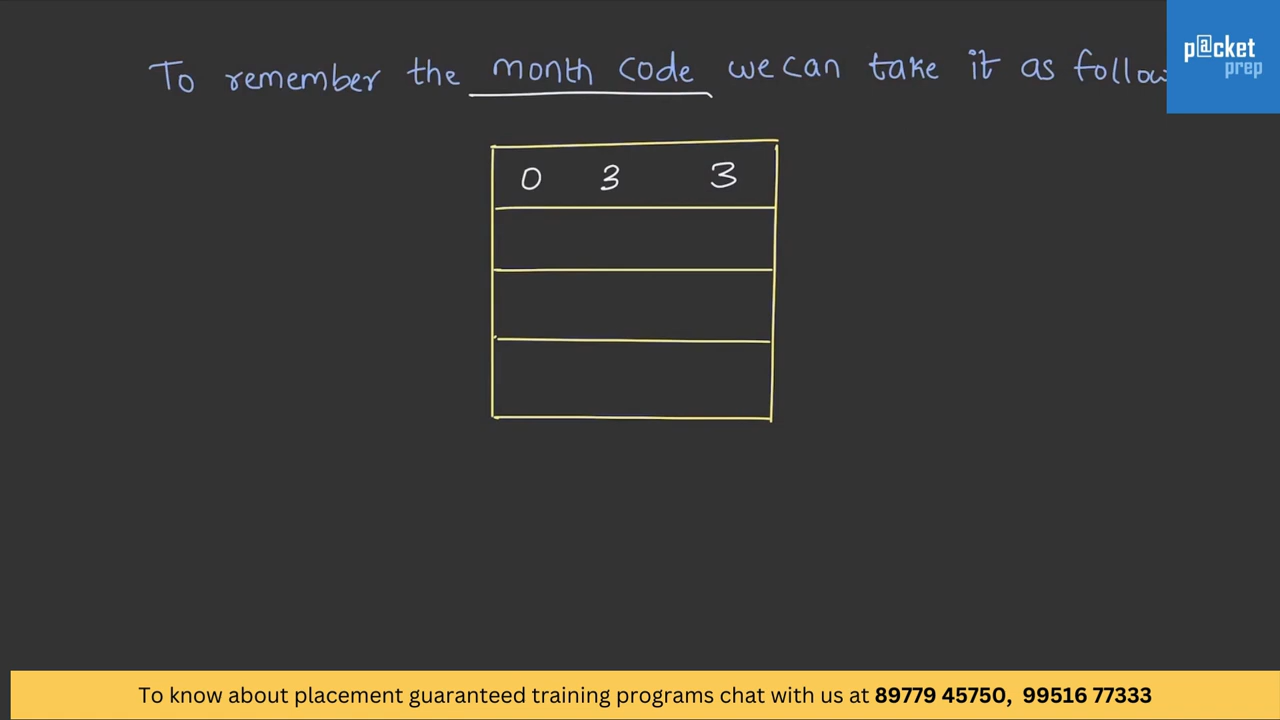 To remember the month code we can take it as follow
p@cket
prep
0 3 3
To know about placement guaranteed training programs chat with us at 89779 45750, 99516 77333